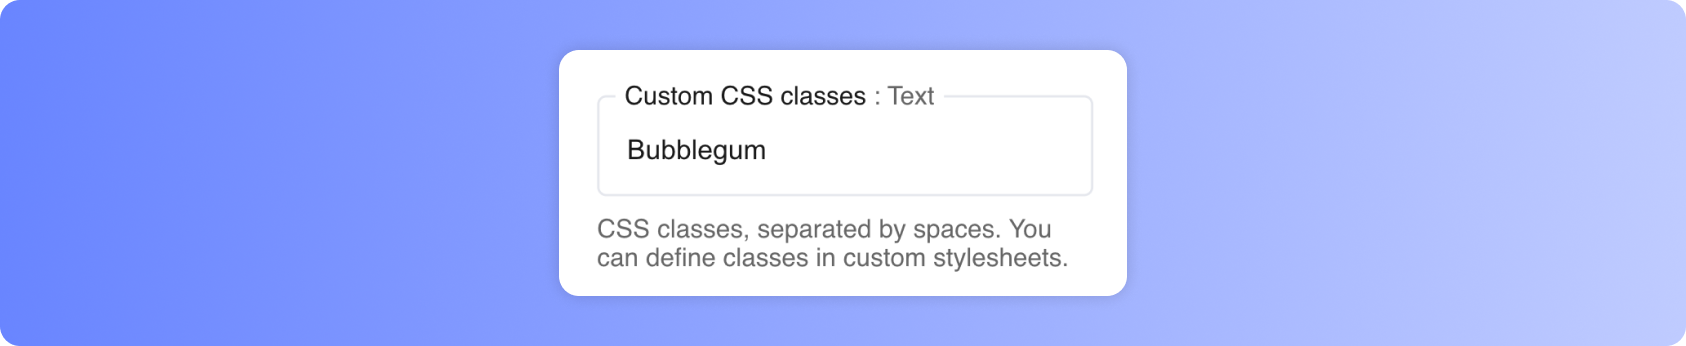 Custom CSS classes : Text
Bubblegum
CSS classes, separated by spaces. You
can define classes in custom stylesheets.